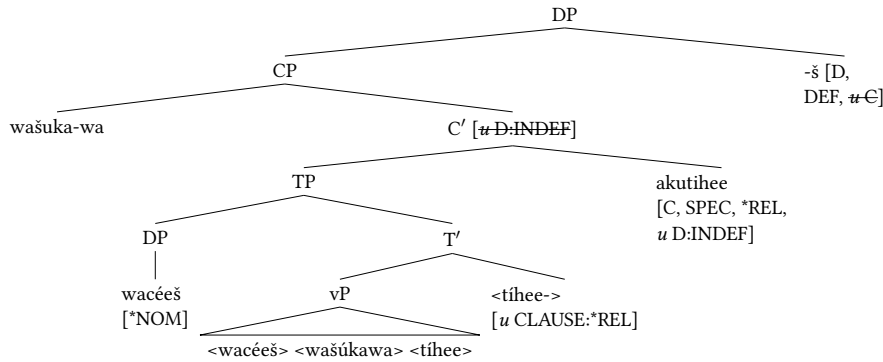 DP
CP
-š [D,
DEF, u C]
wašuka-wa
C′ [u D:INDEF]
TP
akutihee
[C, SPEC, *REL,
u D:INDEF]
DP
T′
wacéeš
[*NOM]
vP
<tíhee->
[u CLAUSE:*REL]
<wacéeš> <wašúkawa> <tíhee>